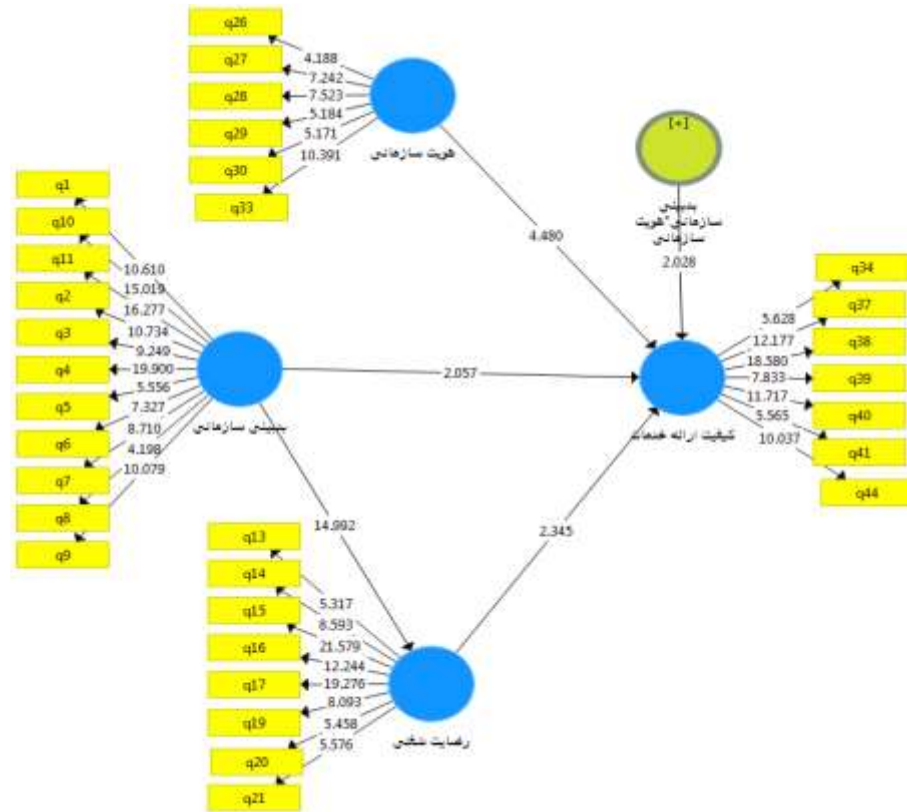 q26
q27
q28
q29
q30
q33
4.188
7.242
7.523
5.184
5.171
10.391
هویت سازمانی
[+]
بدبینی
سازمانی*هویت
سازمانی
4.480
2.028
q1
q10
q11
q2
q3
q4
q5
q6
q7
q8
q9
10.610
15.019
16.277
10.734
9.249
19.900
5.556
7.327
8.710
4.198
10.079
بدبینی سازمانی
2.057
q34
q37
q38
q39
q40
q41
q44
5.628
12.177
18.580
7.833
11.717
5.565
10.037
کیفیت ارائه خدمات
14.992
2.345
q13
q14
q15
q16
q17
q19
q20
q21
5.317
8.593
21.579
12.244
19.276
8.093
5.458
5.576
رضایت شغلی